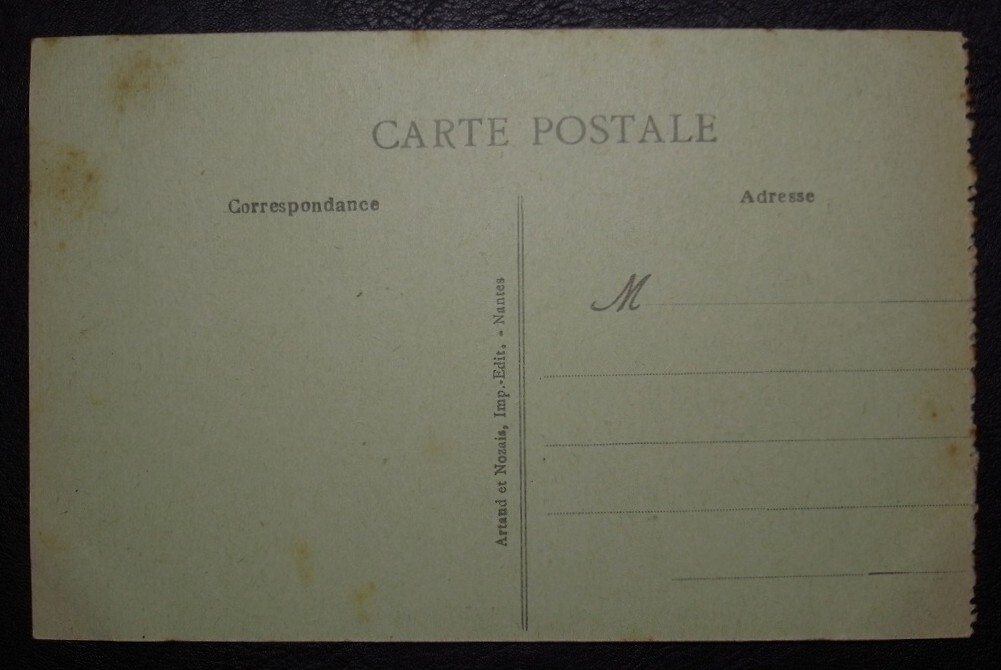 CARTE POSTALE
Correspondance
Adresse
M
Artaud et Nozais, Imp.-Edit. - Nantes